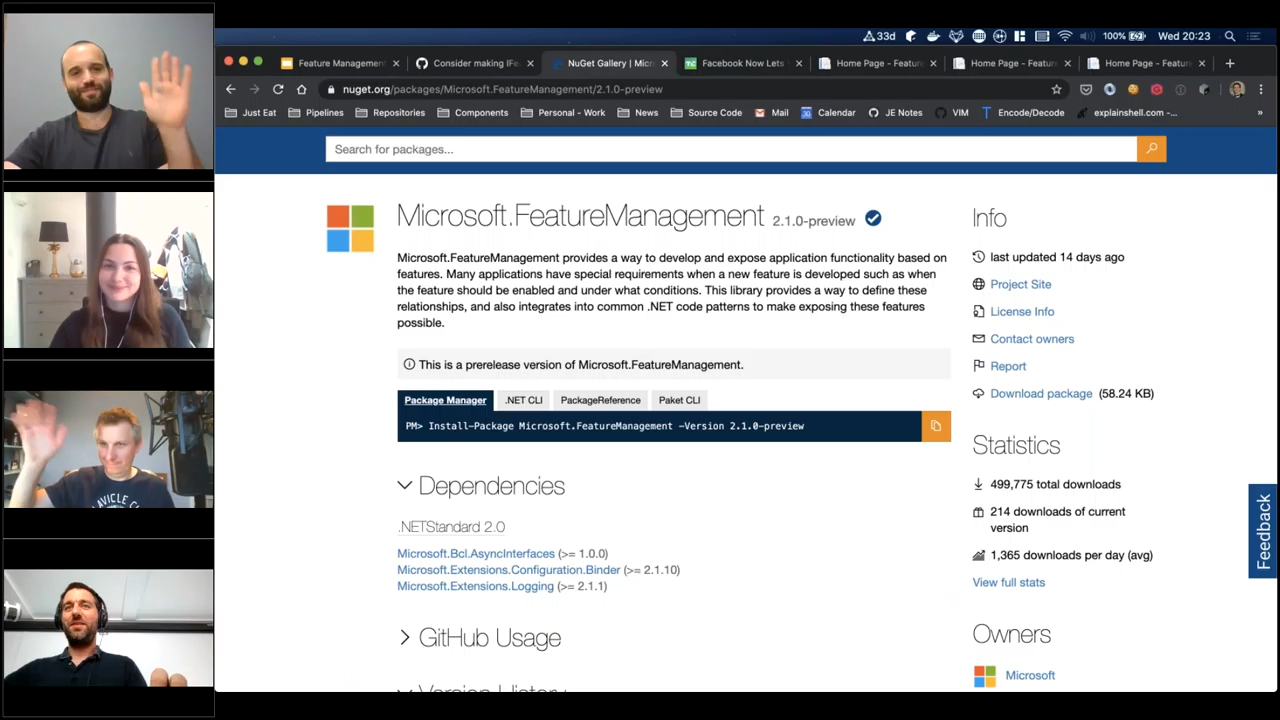 33d
100%
Wed 20:23
Feature Management
Consider making IFe
NuGet Gallery | Micr
Facebook Now Lets
Home Page - Feature
Home Page - Feature
Home Page - Feature
nuget.org/packages/Microsoft.FeatureManagement/2.1.0-preview
Just Eat
Pipelines
Repositories
Components
Personal - Work
News
Source Code
Mail
Calendar
JE Notes
VIM
Encode/Decode
explainshell.com -...
»
Search for packages...
Microsoft.FeatureManagement 2.1.0-preview
Microsoft.FeatureManagement provides a way to develop and expose application functionality based on
features. Many applications have special requirements when a new feature is developed such as when
the feature should be enabled and under what conditions. This library provides a way to define these
relationships, and also integrates into common .NET code patterns to make exposing these features
possible.
This is a prerelease version of Microsoft.FeatureManagement.
Package Manager
.NET CLI
PackageReference
Paket CLI
PM> Install-Package Microsoft.FeatureManagement -Version 2.1.0-preview
Dependencies
.NETStandard 2.0
Microsoft.Bcl.AsyncInterfaces (>= 1.0.0)
Microsoft.Extensions.Configuration.Binder (>= 2.1.10)
Microsoft.Extensions.Logging (>= 2.1.1)
GitHub Usage
Version History
Info
last updated 14 days ago
Project Site
License Info
Contact owners
Report
Download package (58.24 KB)
Statistics
499,775 total downloads
214 downloads of current
version
1,365 downloads per day (avg)
View full stats
Owners
Microsoft
Feedback